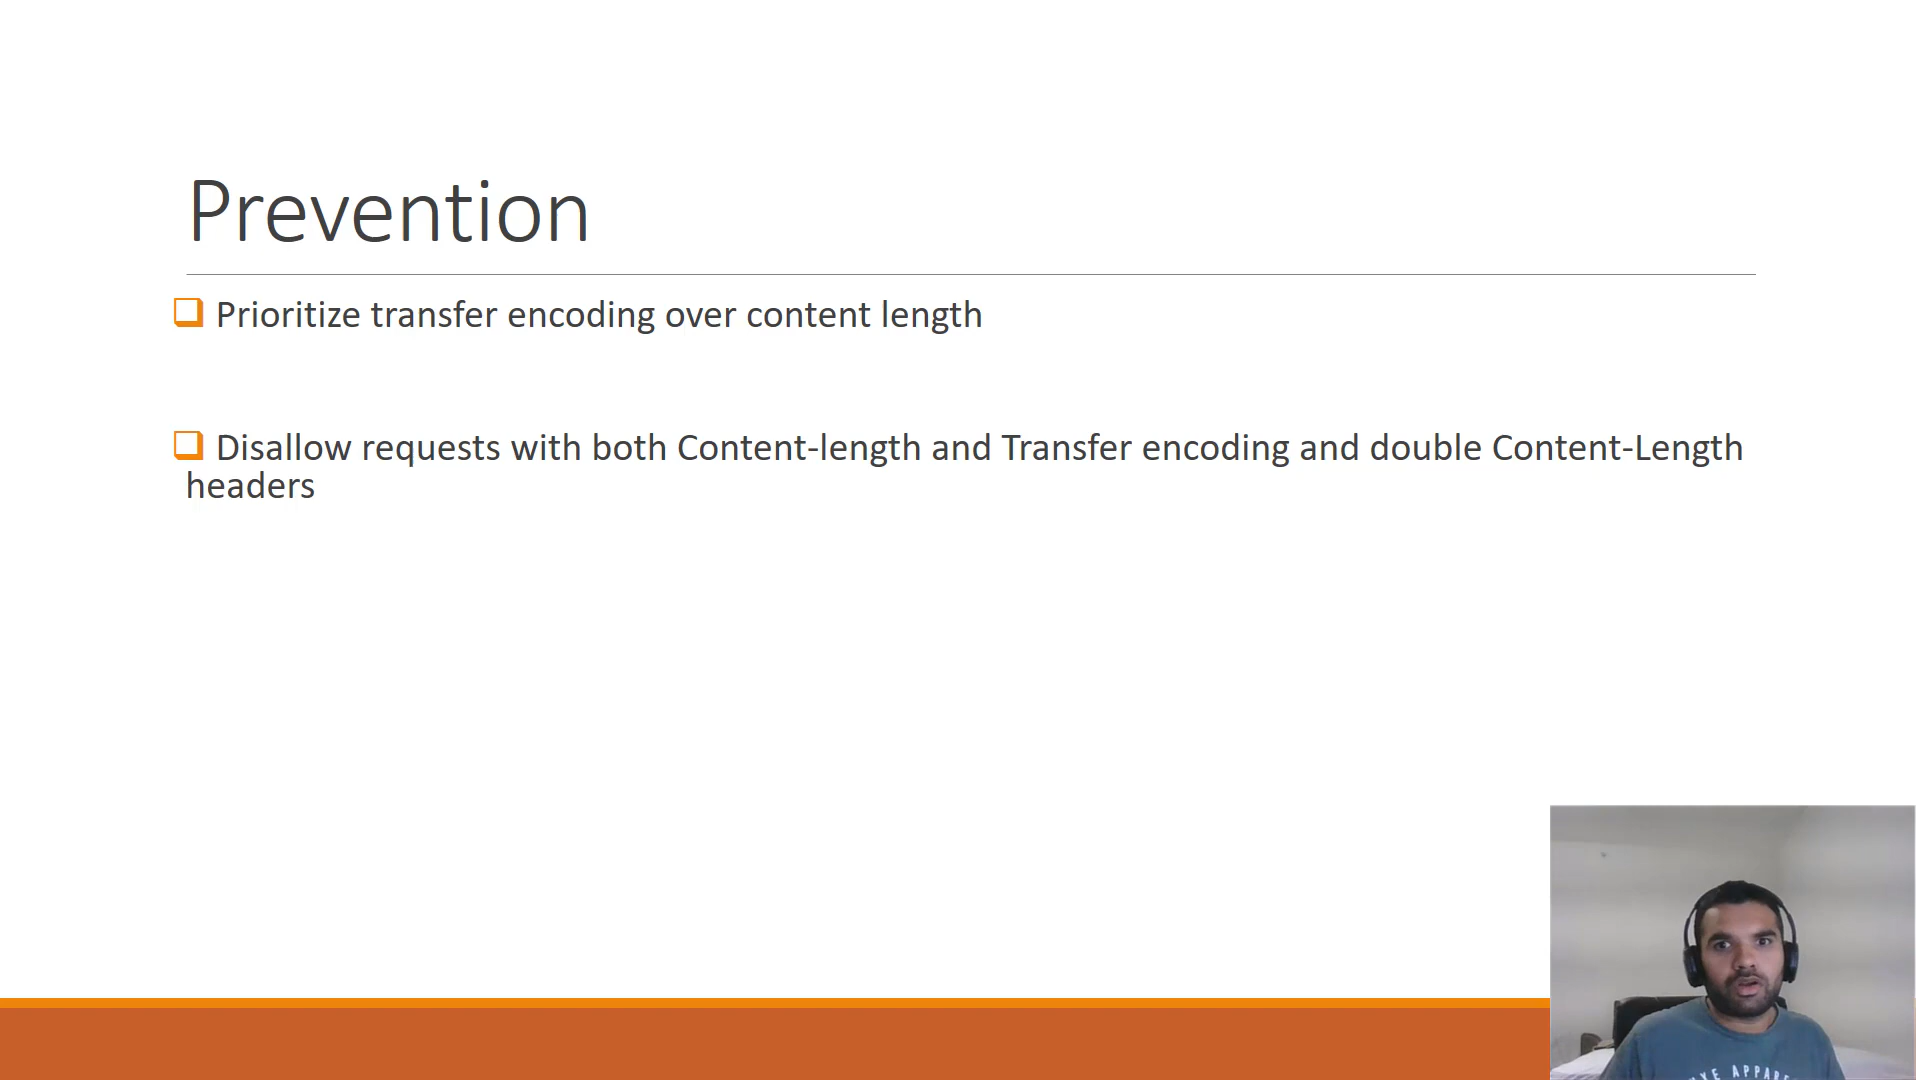 Prevention
Prioritize transfer encoding over content length
Disallow requests with both Content-length and Transfer encoding and double Content-Length
headers
APPAR